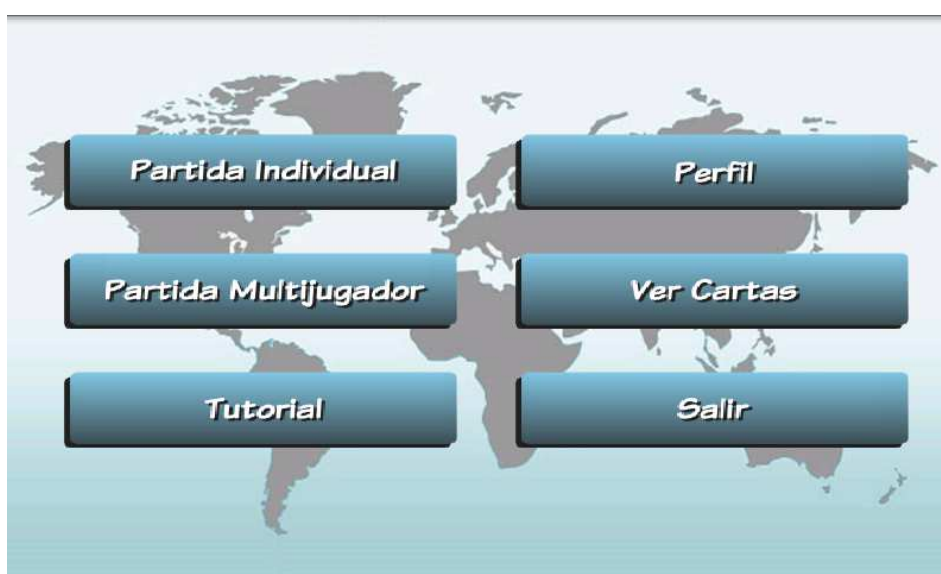 Partida Individual
Perfil
Partida Multijugador
Ver Cartas
Tutorial
Salir